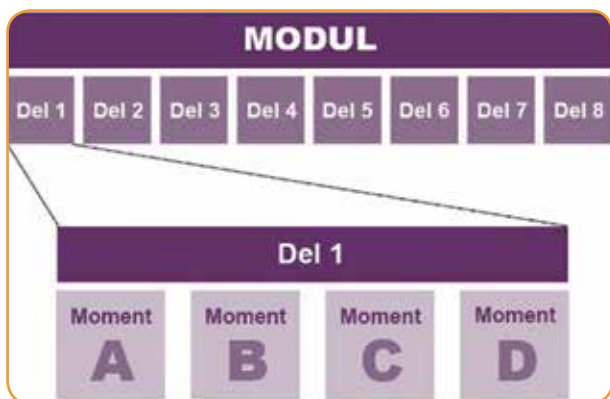 MODUL
Del 1 Del 2 Del 3 Del 4 Del 5 Del 6 Del 7 Del 8
Del 1
Moment Moment Moment Moment
A B C D